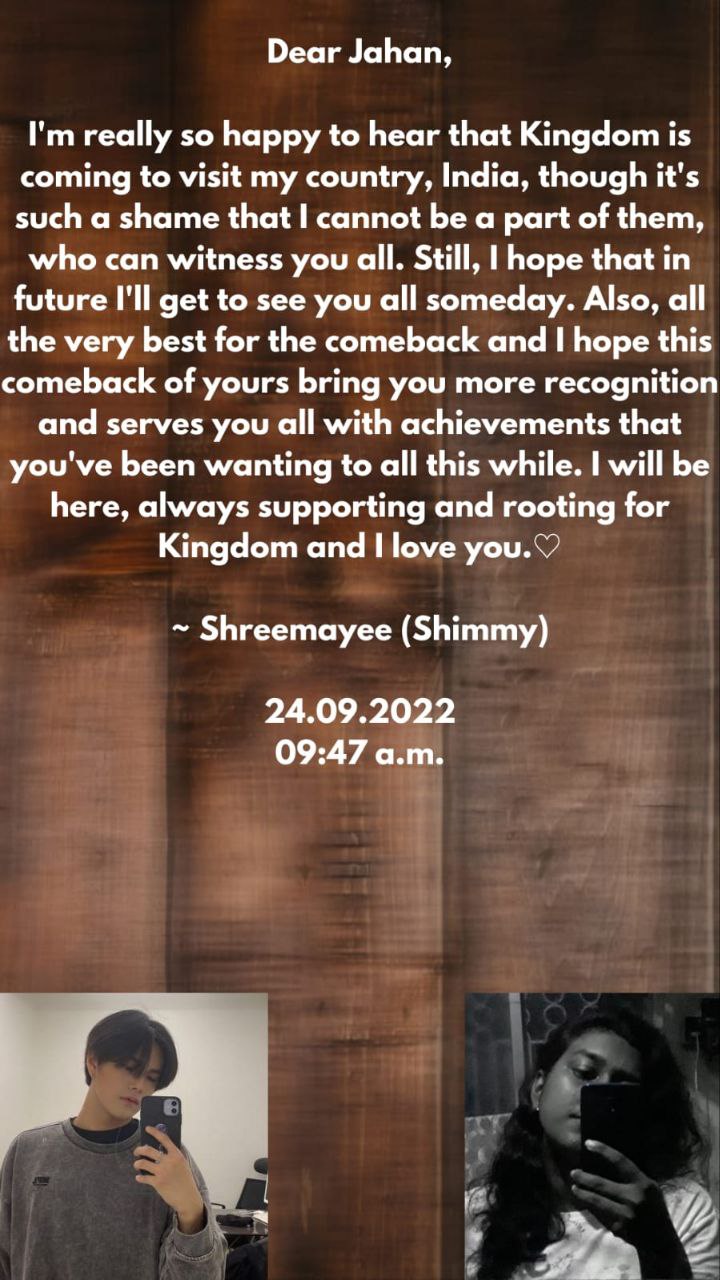 Dear Jahan,
I'm really so happy to hear that Kingdom is
coming to visit my country, India, though it's
such a shame that I cannot be a part of them,
who can witness you all. Still, I hope that in
future I'll get to see you all someday. Also, all
the very best for the comeback and I hope this
comeback of yours bring you more recognition
and serves you all with achievements that
you've been wanting to all this while. I will be
here, always supporting and rooting for
Kingdom and I love you.♡
~ Shreemayee (Shimmy)
24.09.2022
09:47 a.m.